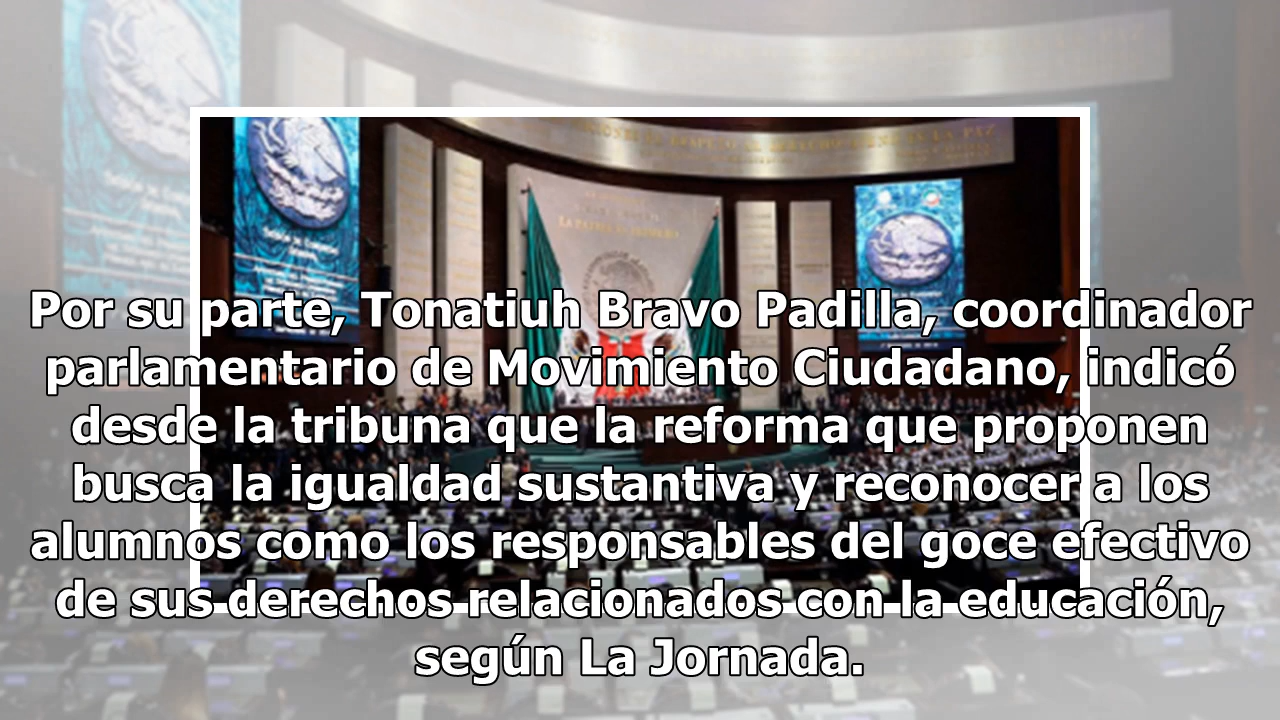 Por su parte, Tonatiuh Bravo Padilla, coordinador
parlamentario de Movimiento Ciudadano, indicó
desde la tribuna que la reforma que proponen
busca la igualdad sustantiva y reconocer a los
alumnos como los responsables del goce efectivo
de sus derechos relacionados con la educación,
según La Jornada.